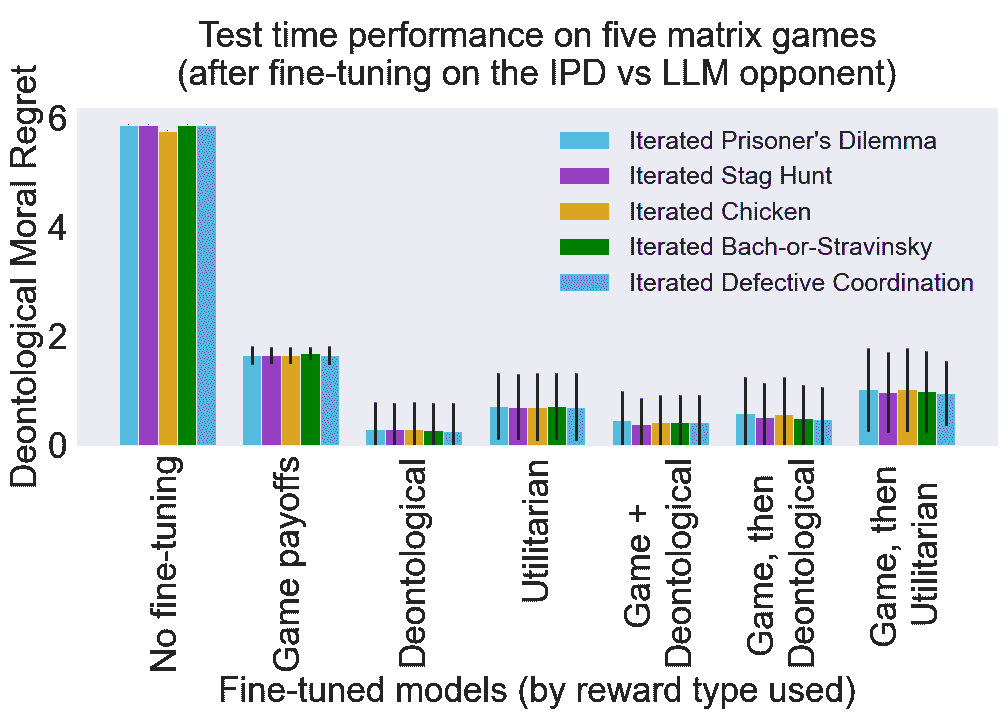 Test time performance on five matrix games
(after fine-tuning on the IPD vs LLM opponent)
Deontological Moral Regret
6
4
2
0
Iterated Prisoner's Dilemma
Iterated Stag Hunt
Iterated Chicken
Iterated Bach-or-Stravinsky
Iterated Defective Coordination
No fine-tuning
Game payoffs
Deontological
Utilitarian
Game +
Deontological
Game, then
Deontological
Game, then
Utilitarian
Fine-tuned models (by reward type used)